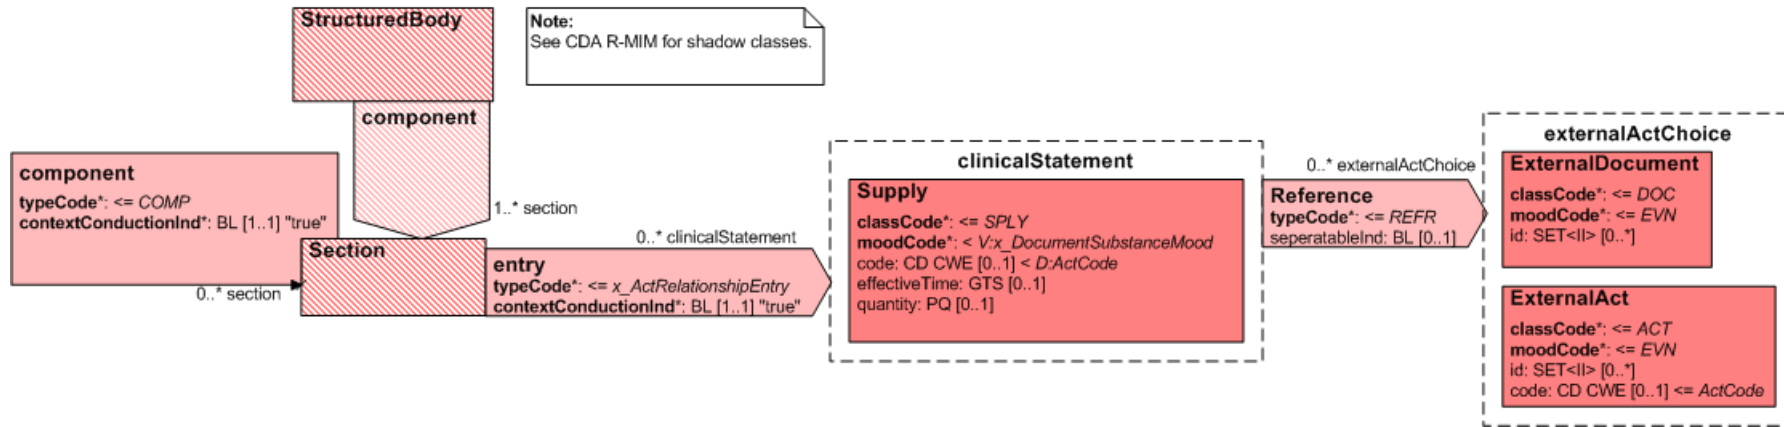 StructuredBody
Note:
See CDA R-MIM for shadow classes.
component
component
typeCode*: <= COMP
contextConductionInd*: BL [1..1] "true"
1..* section
0..* section
Section
0..* clinicalStatement
entry
typeCode*: <= x_ActRelationshipEntry
contextConductionInd*: BL [1..1] "true"
clinicalStatement
Supply
classCode*: <= SPLY
moodCode*: < V:x_DocumentSubstanceMood
code: CD CWE [0..1] < D:ActCode
effectiveTime: GTS [0..1]
quantity: PQ [0..1]
0..* externalActChoice
Reference
typeCode*: <= REFR
seperatableInd: BL [0..1]
externalActChoice
ExternalDocument
classCode*: <= DOC
moodCode*: <= EVN
id: SET<II> [0..*]
ExternalAct
classCode*: <= ACT
moodCode*: <= EVN
id: SET<II> [0..*]
code: CD CWE [0..1] <= ActCode